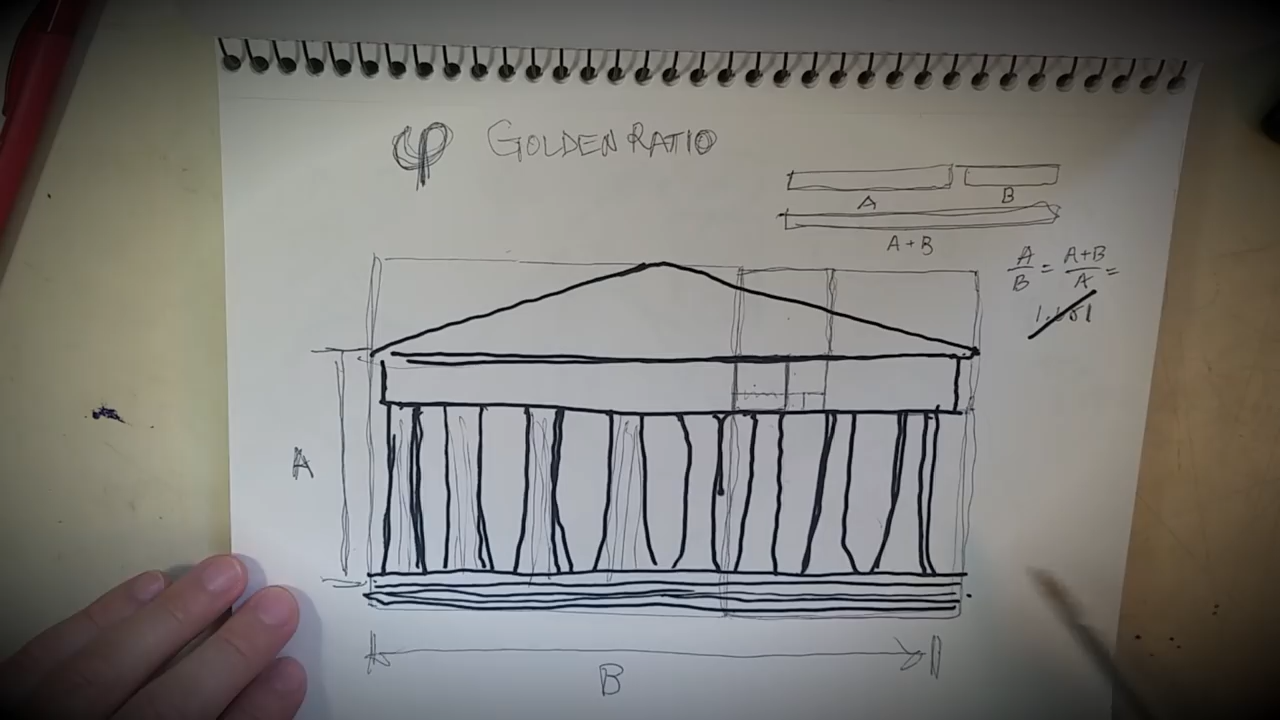 φ GOLDEN RATIO
A
B
A+B
A/B = A+B/A =
A
B